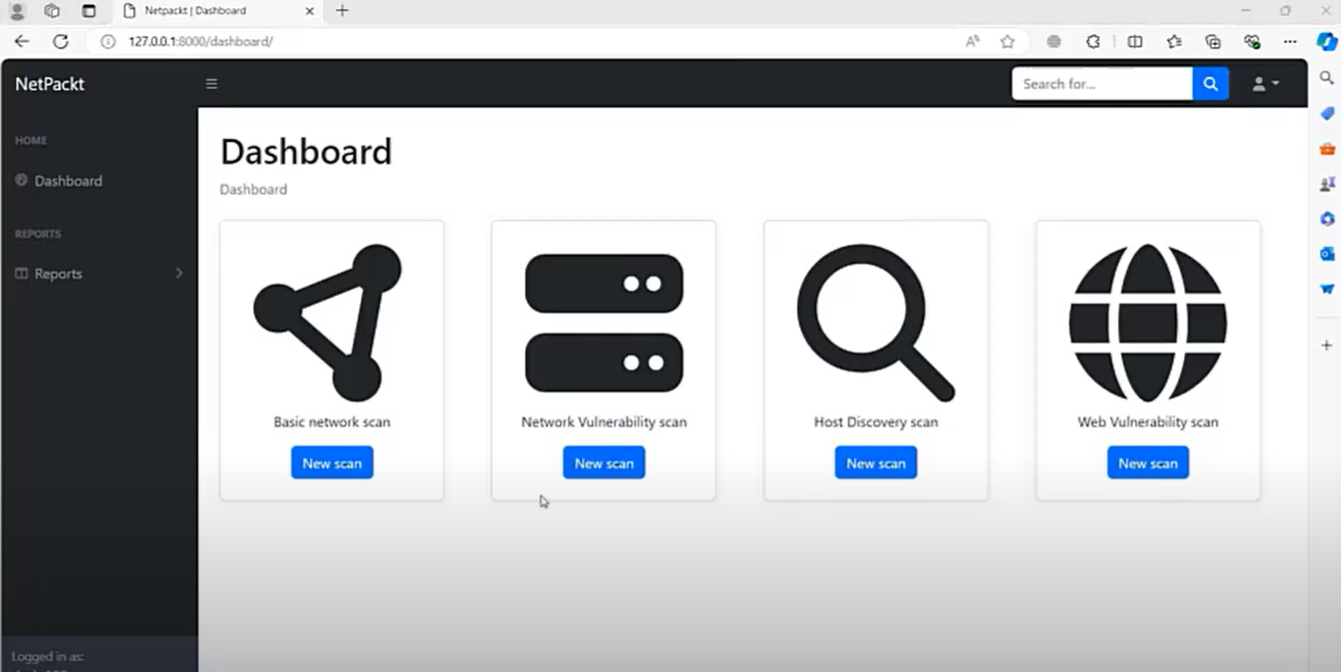 Netpackt | Dashboard
127.0.0.1:8000/dashboard/
NetPackt
Search for...
HOME
Dashboard
REPORTS
Reports
Dashboard
Dashboard
Basic network scan
New scan
Network Vulnerability scan
New scan
Host Discovery scan
New scan
Web Vulnerability scan
New scan
Logged in as: